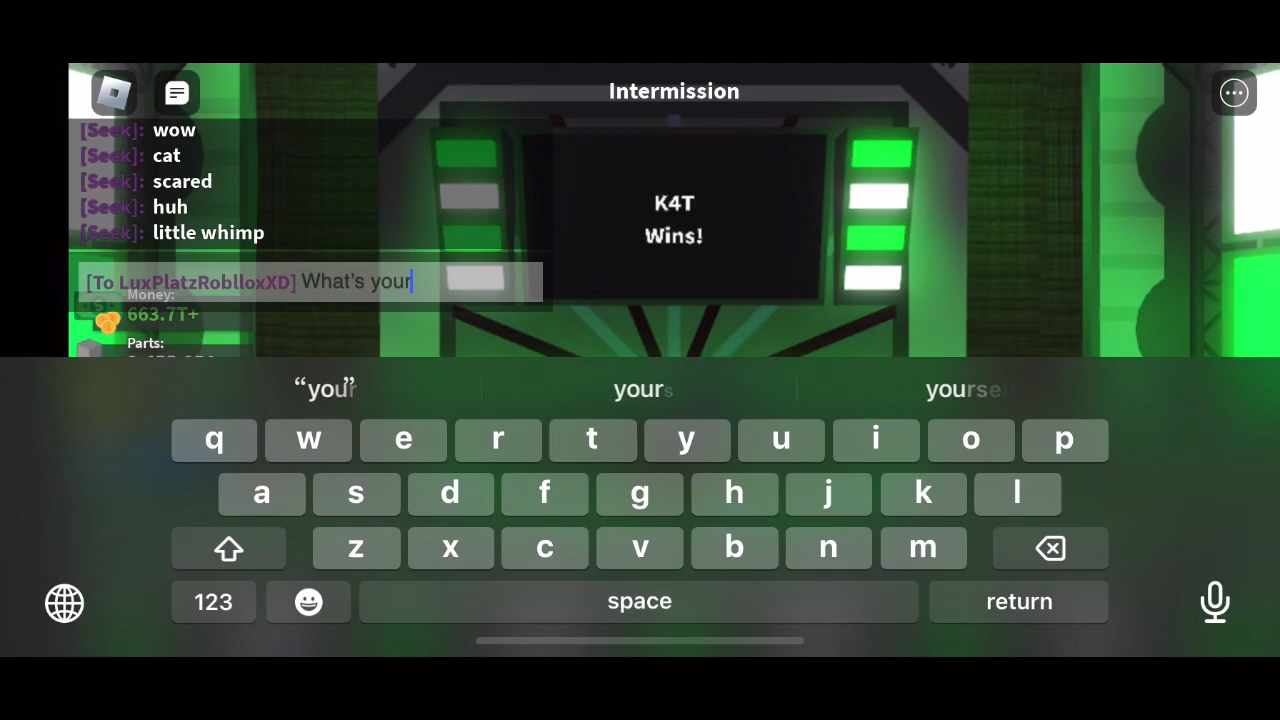 Intermission
[Seek]: wow
[Seek]: cat
[Seek]: scared
[Seek]: huh
[Seek]: little whimp
K4T
Wins!
[To LuxPlatzRoblloxXD] What's your
Money:
663.7T+
Parts:
“your” yours yourse
q w e r t y u i o p
a s d f g h j k l
z x c v b n m
123 space return